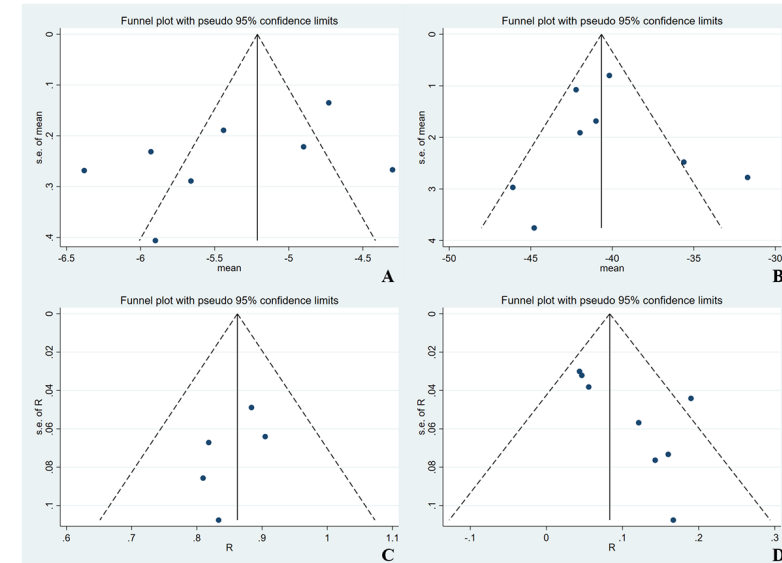 Funnel plot with pseudo 95% confidence limits
0
.1
.2
.3
.4
s.e. of mean
-6.5 -6 -5.5 -5 -4.5
mean
A
Funnel plot with pseudo 95% confidence limits
0
1
2
3
4
s.e. of mean
-50 -45 -40 -35 -30
mean
B
Funnel plot with pseudo 95% confidence limits
0
.02
.04
.06
.08
.1
s.e. of R
.6 .7 .8 .9 1 1.1
R
C
Funnel plot with pseudo 95% confidence limits
0
.02
.04
.06
.08
.1
s.e. of R
-.1 0 .1 .2 .3
R
D